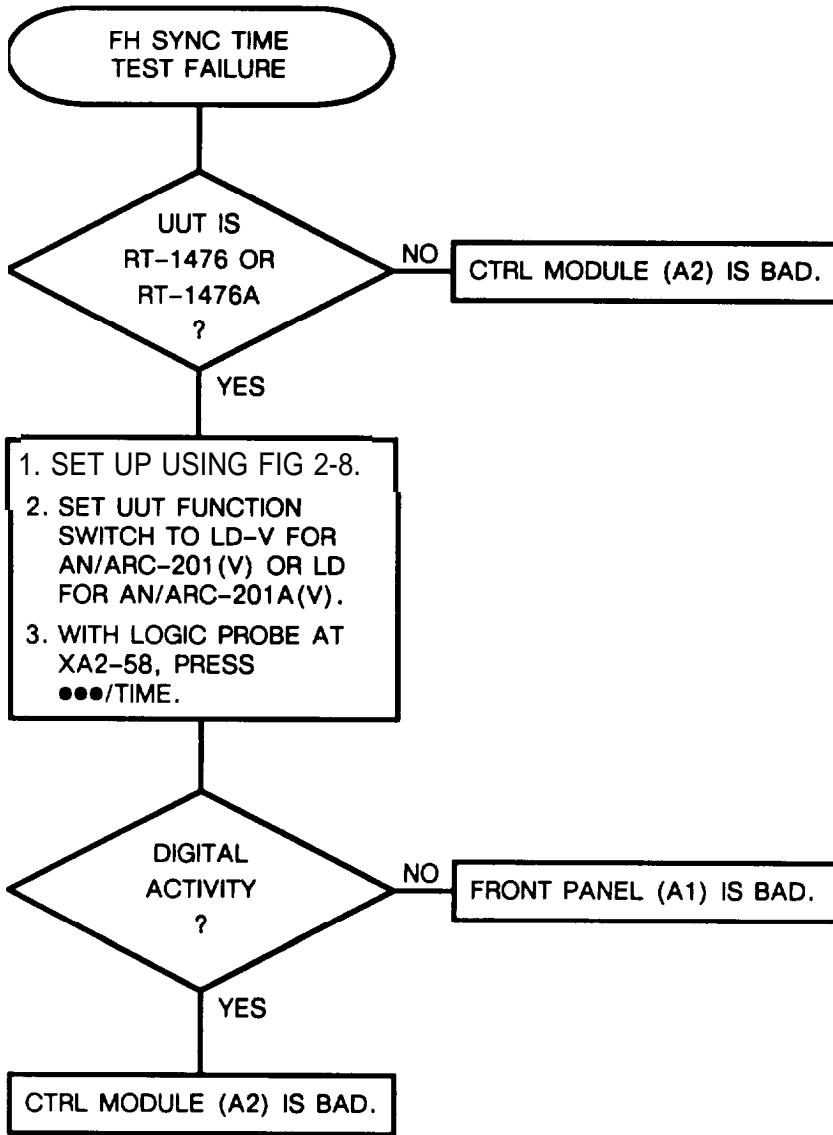 FH SYNC TIME
TEST FAILURE
UUT IS
RT-1476 OR
RT-1476A
?
NO
CTRL MODULE (A2) IS BAD.
YES
1. SET UP USING FIG 2-8.
2. SET UUT FUNCTION
SWITCH TO LD-V FOR
AN/ARC-201(V) OR LD
FOR AN/ARC-201A(V).
3. WITH LOGIC PROBE AT
XA2-58, PRESS
●●●/TIME.
DIGITAL
ACTIVITY
?
NO
FRONT PANEL (A1) IS BAD.
YES
CTRL MODULE (A2) IS BAD.